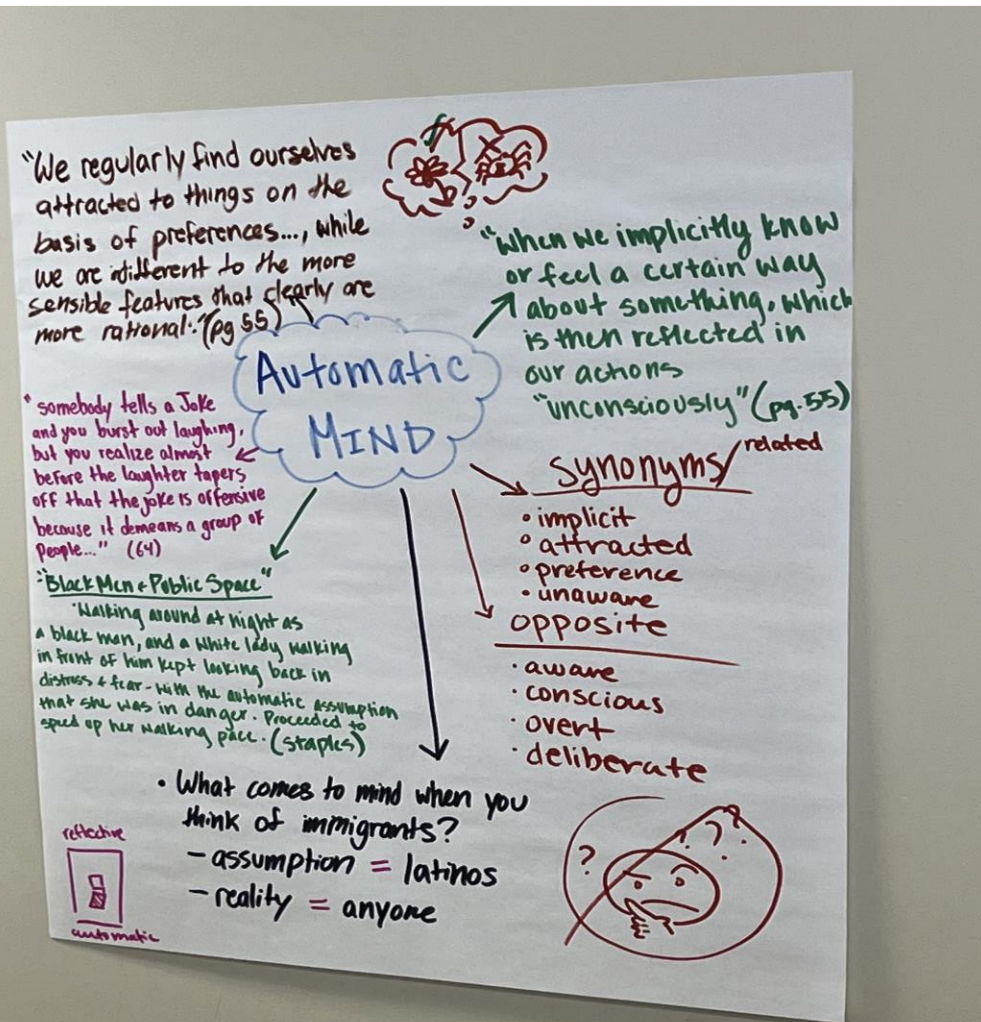 "We regularly find ourselves
attracted to things on the
basis of preferences..., while
we are indifferent to the more
sensible features that clearly are
more rational." (pg 55)
"When we implicitly know
or feel a certain way
about something, which
is then reflected in
our actions
"unconsciously" (pg. 55)
Automatic
MIND
"somebody tells a Joke
and you burst out laughing,
but you realize almost
before the laughter tapers
off that the joke is offensive
because it demeans a group of
people..." (64)
synonyms/related
• implicit
• attracted
• preference
• unaware
opposite
• aware
• conscious
• overt
• deliberate
"Black Men & Public Space"
"Walking around at night as
a black man, and a white lady walking
in front of him kept looking back in
distress & fear - with the automatic assumption
that she was in danger. Proceeded to
speed up her walking pace. (staples)
• What comes to mind when you
think of immigrants?
- assumption = latinos
- reality = anyone
reflective
automatic
? ? ? ?